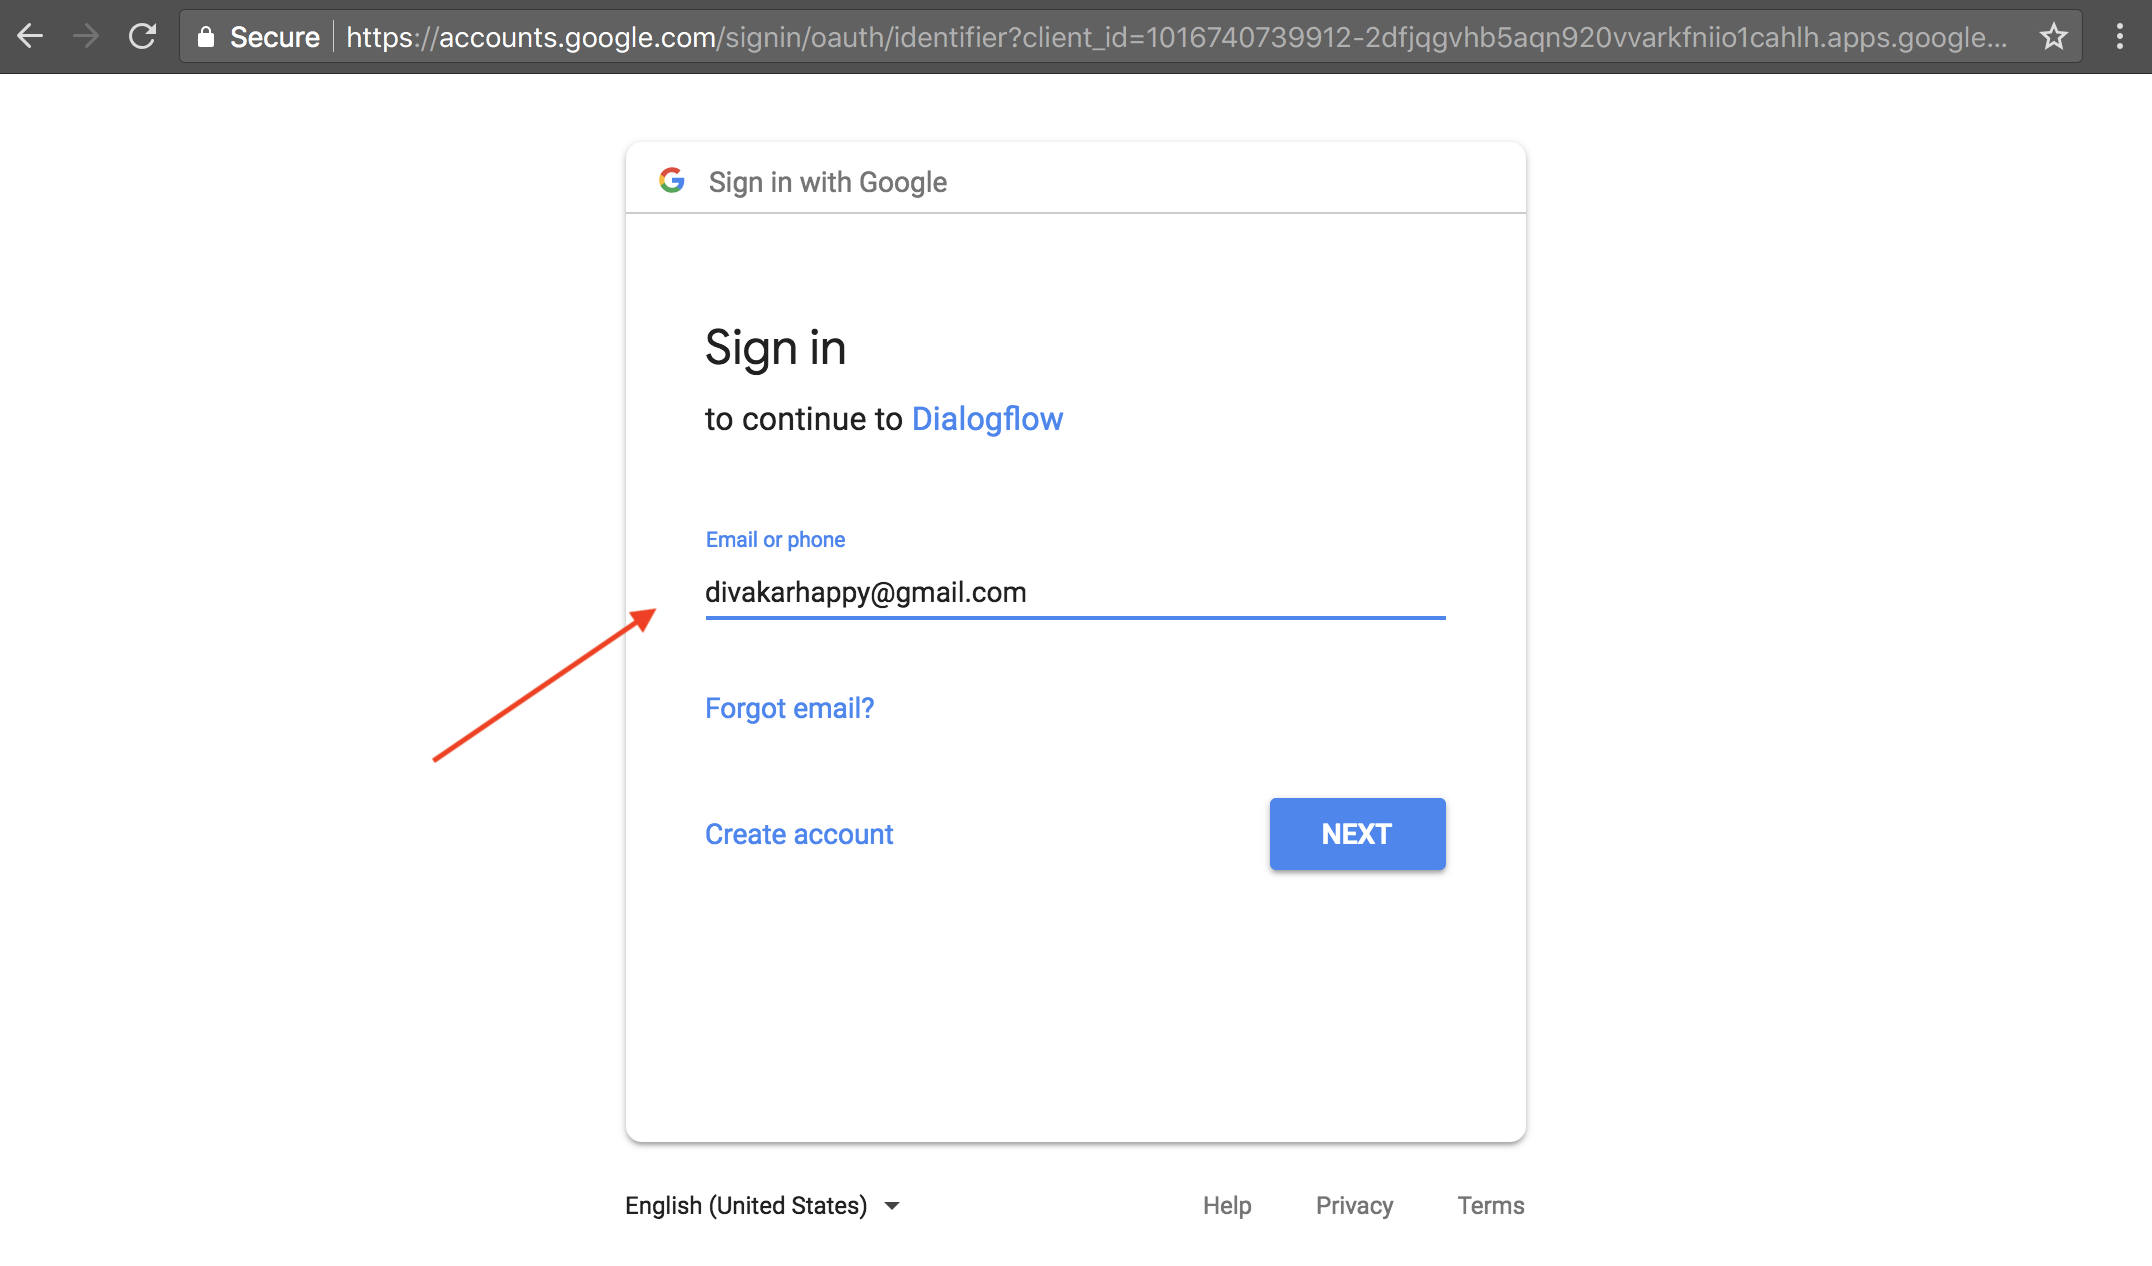 Secure https://accounts.google.com/signin/oauth/identifier?client_id=1016740739912-2dfjqgvhb5aqn920vvarkfniio1cahlh.apps.google...
Sign in with Google
Sign in
to continue to Dialogflow
Email or phone
divakarhappy@gmail.com
Forgot email?
Create account NEXT
English (United States) Help Privacy Terms